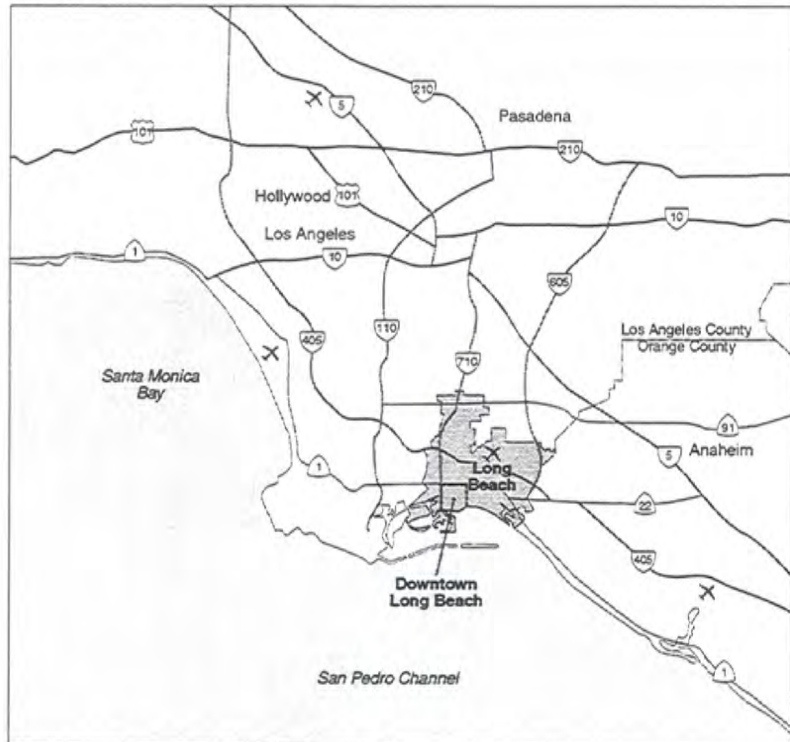 210
5
Pasadena
101
210
Hollywood
101
10
Los Angeles
1
10
605
110
405
Los Angeles County
Orange County
710
Santa Monica
Bay
91
Anaheim
5
1
Long
Beach
22
405
Downtown
Long Beach
1
San Pedro Channel